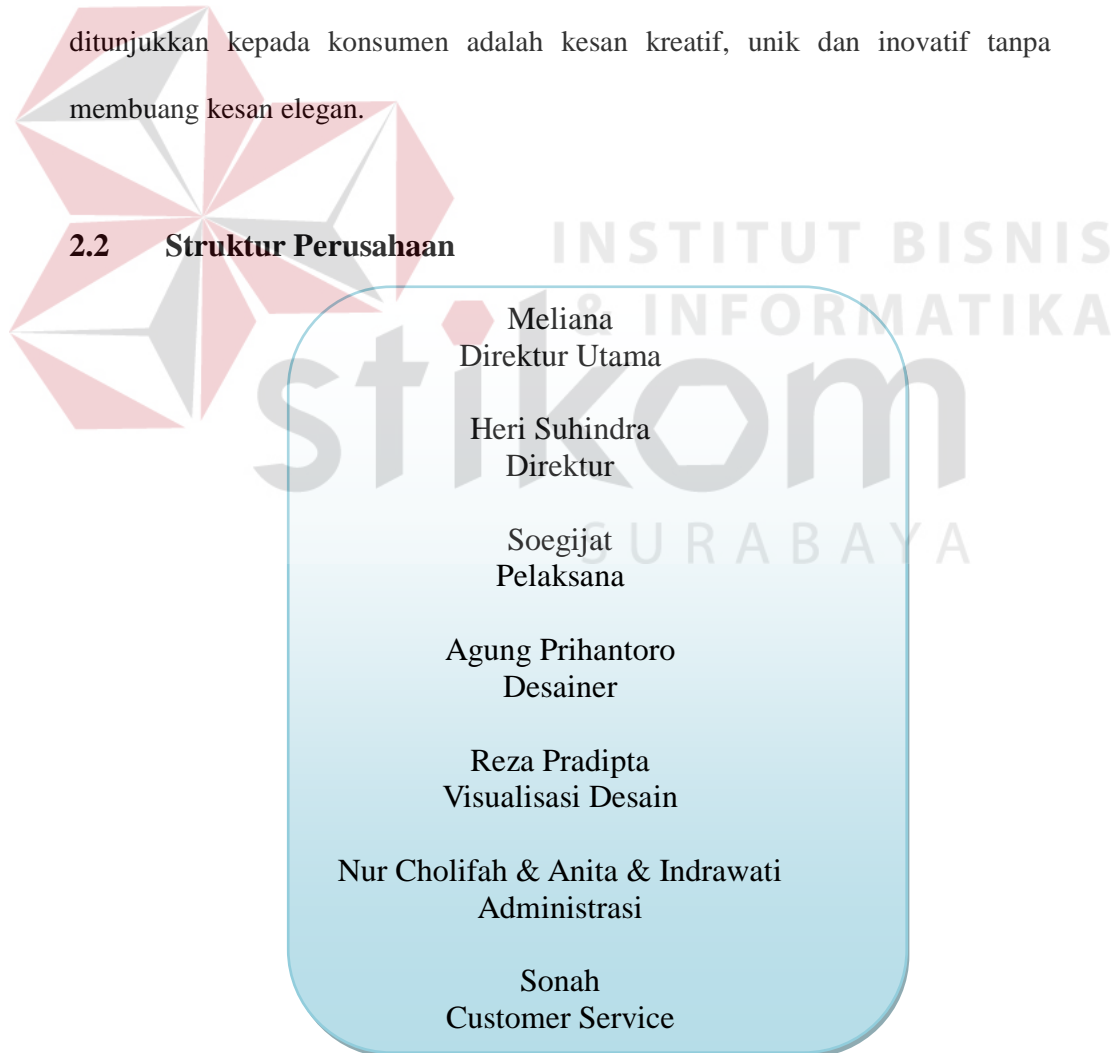 ditunjukkan kepada konsumen adalah kesan kreatif, unik dan inovatif tanpa
membuang kesan elegan.
2.2 Struktur Perusahaan
INSTITUT BISNIS
& INFORMATIKA
stikom
SURABAYA
Meliana
Direktur Utama
Heri Suhindra
Direktur
Soegijat
Pelaksana
Agung Prihantoro
Desainer
Reza Pradipta
Visualisasi Desain
Nur Cholifah & Anita & Indrawati
Administrasi
Sonah
Customer Service